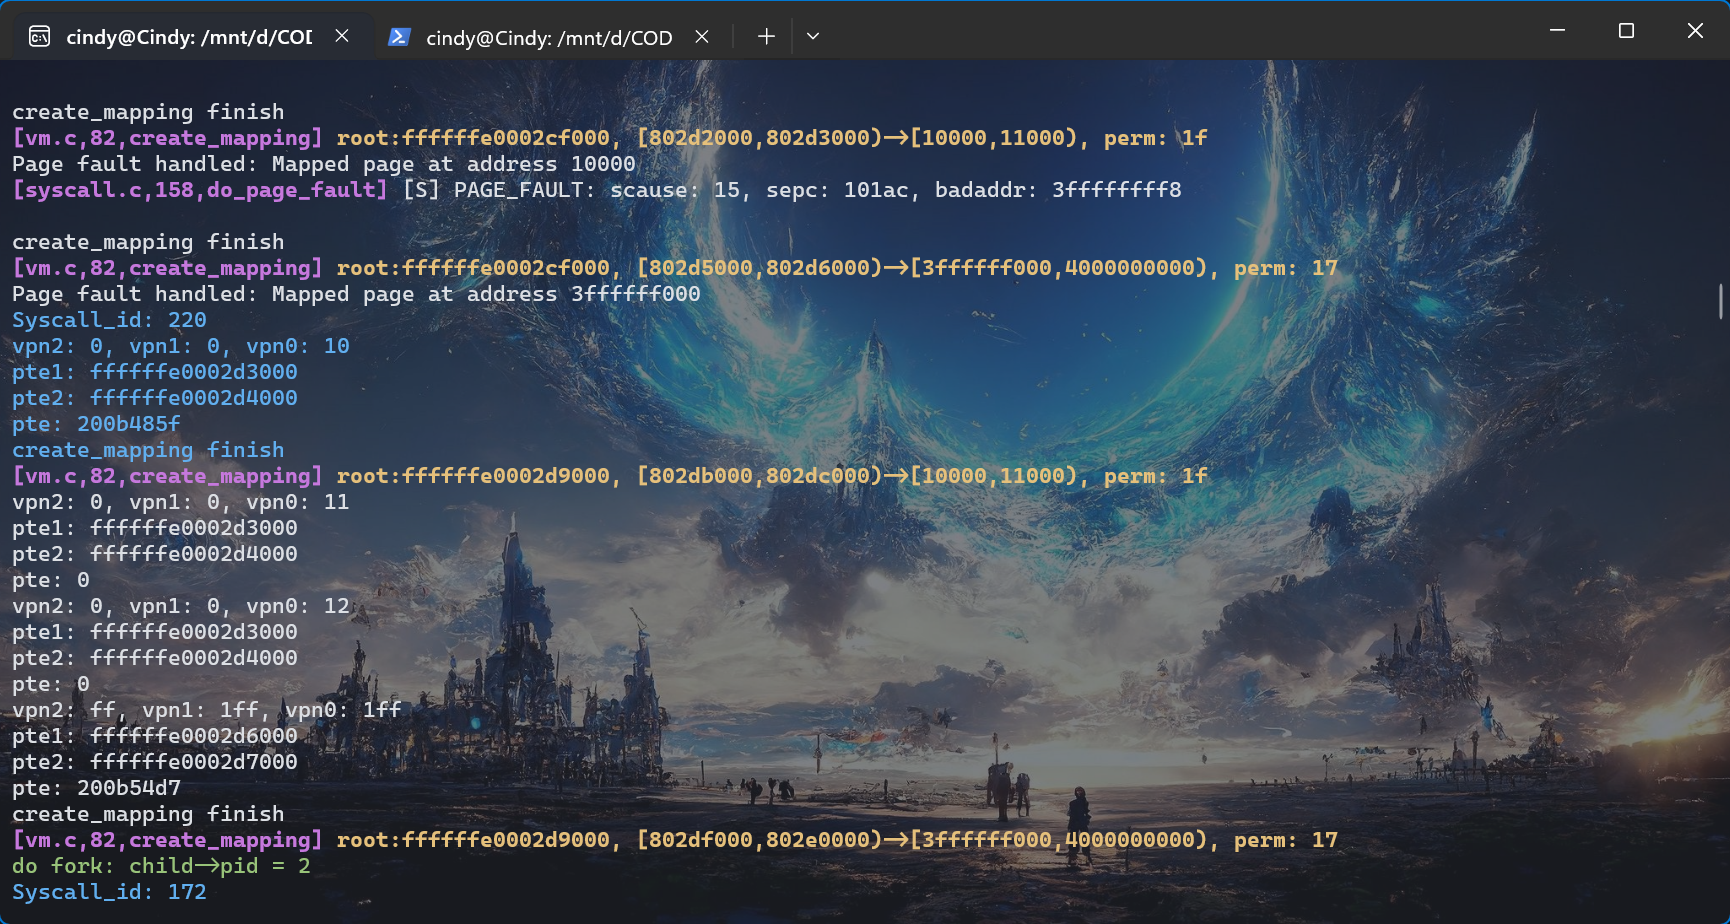 cindy@Cindy: /mnt/d/COD
cindy@Cindy: /mnt/d/COD
create_mapping finish
[vm.c,82,create_mapping] root:ffffffe0002cf000, [802d2000,802d3000)->[10000,11000), perm: 1f
Page fault handled: Mapped page at address 10000
[syscall.c,158,do_page_fault] [S] PAGE_FAULT: scause: 15, sepc: 101ac, badaddr: 3ffffffff8
create_mapping finish
[vm.c,82,create_mapping] root:ffffffe0002cf000, [802d5000,802d6000)->[3ffffff000,4000000000), perm: 17
Page fault handled: Mapped page at address 3ffffff000
Syscall_id: 220
vpn2: 0, vpn1: 0, vpn0: 10
pte1: ffffffe0002d3000
pte2: ffffffe0002d4000
pte: 200b485f
create_mapping finish
[vm.c,82,create_mapping] root:ffffffe0002d9000, [802db000,802dc000)->[10000,11000), perm: 1f
vpn2: 0, vpn1: 0, vpn0: 11
pte1: ffffffe0002d3000
pte2: ffffffe0002d4000
pte: 0
vpn2: 0, vpn1: 0, vpn0: 12
pte1: ffffffe0002d3000
pte2: ffffffe0002d4000
pte: 0
vpn2: ff, vpn1: 1ff, vpn0: 1ff
pte1: ffffffe0002d6000
pte2: ffffffe0002d7000
pte: 200b54d7
create_mapping finish
[vm.c,82,create_mapping] root:ffffffe0002d9000, [802df000,802e0000)->[3ffffff000,4000000000), perm: 17
do fork: child->pid = 2
Syscall_id: 172